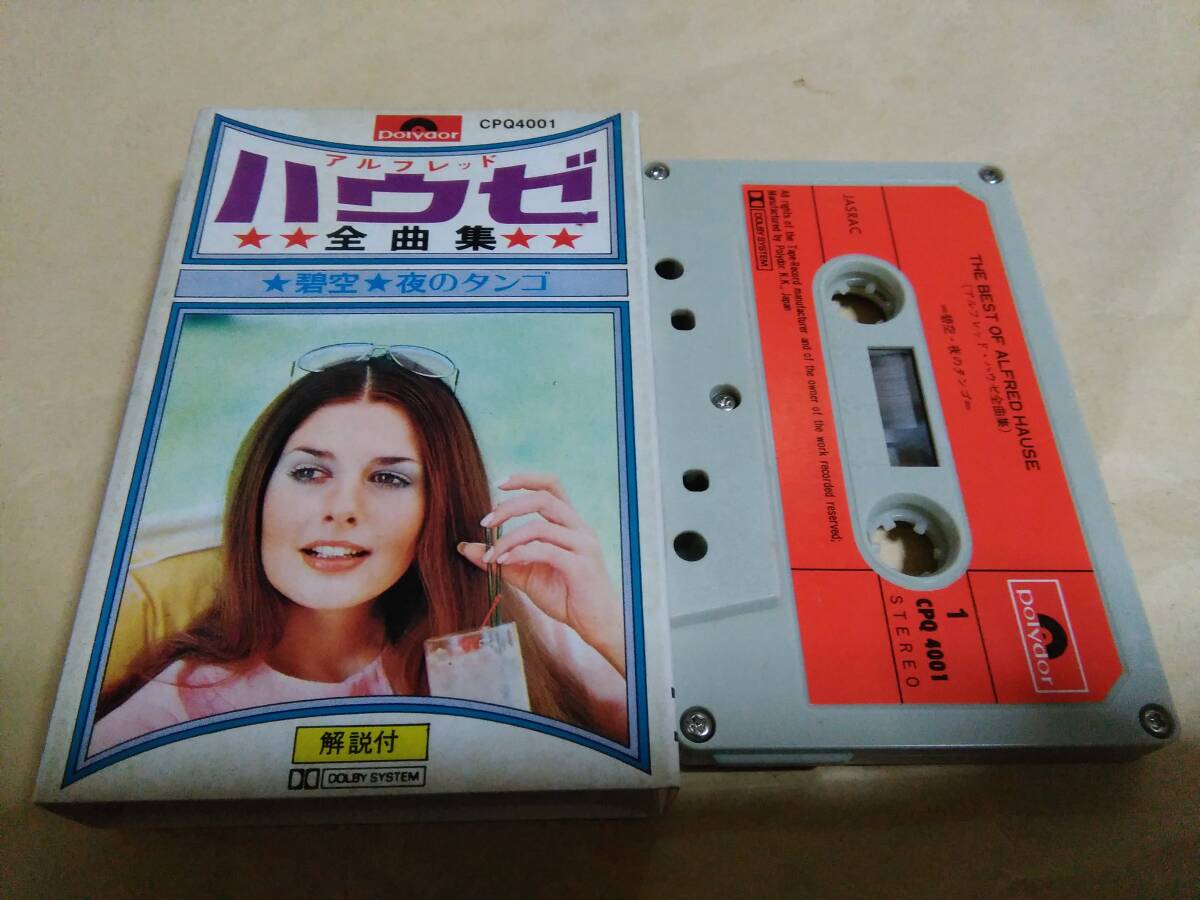 polydor
CPQ4001
アルフレッド
ハウゼ
★★全曲集★★
★碧空★夜のタンゴ
解説付
DOLBY SYSTEM
THE BEST OF ALFRED HAUSE
(アルフレッド・ハウゼ全曲集)
=碧空・夜のタンゴ=
JASRAC
DOLBY SYSTEM
All rights of the Tape-Record manufacturer and of the owner of the work recorded reserved;
Manufactured by Polydor K.K., Japan
1
CPQ 4001
STEREO
polydor